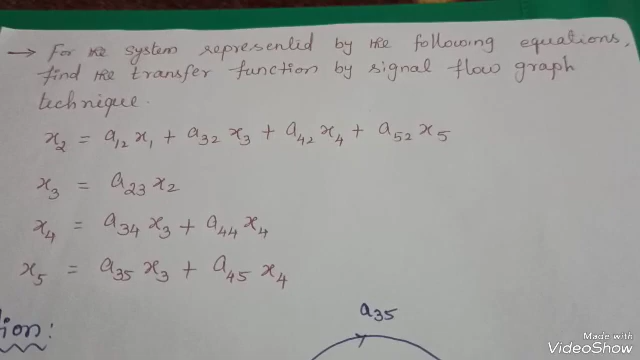 → For the system represented by the following equations,
find the transfer function by signal flow graph
technique.
x₂ = a₁₂ x₁ + a₃₂ x₃ + a₄₂ x₄ + a₅₂ x₅
x₃ = a₂₃ x₂
x₄ = a₃₄ x₃ + a₄₄ x₄
x₅ = a₃₅ x₃ + a₄₅ x₄
a₃₅
tion:
Made with
VideoShow